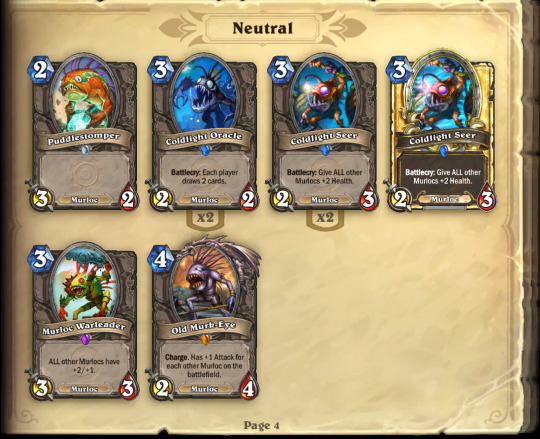 Neutral
2
Puddlestomper
Murloc
3
2
3
Coldlight Oracle
Battlecry: Each player
draws 2 cards.
Murloc
2
2
x2
3
Coldlight Seer
Battlecry: Give ALL other
Murlocs +2 Health.
Murloc
2
3
x2
3
Coldlight Seer
Battlecry: Give ALL other
Murlocs +2 Health.
Murloc
2
3
3
Murloc Warleader
ALL other Murlocs have
+2/+1.
Murloc
3
3
4
Old Murk-Eye
Charge. Has +1 Attack for
each other Murloc on the
battlefield.
Murloc
2
4
Page 4